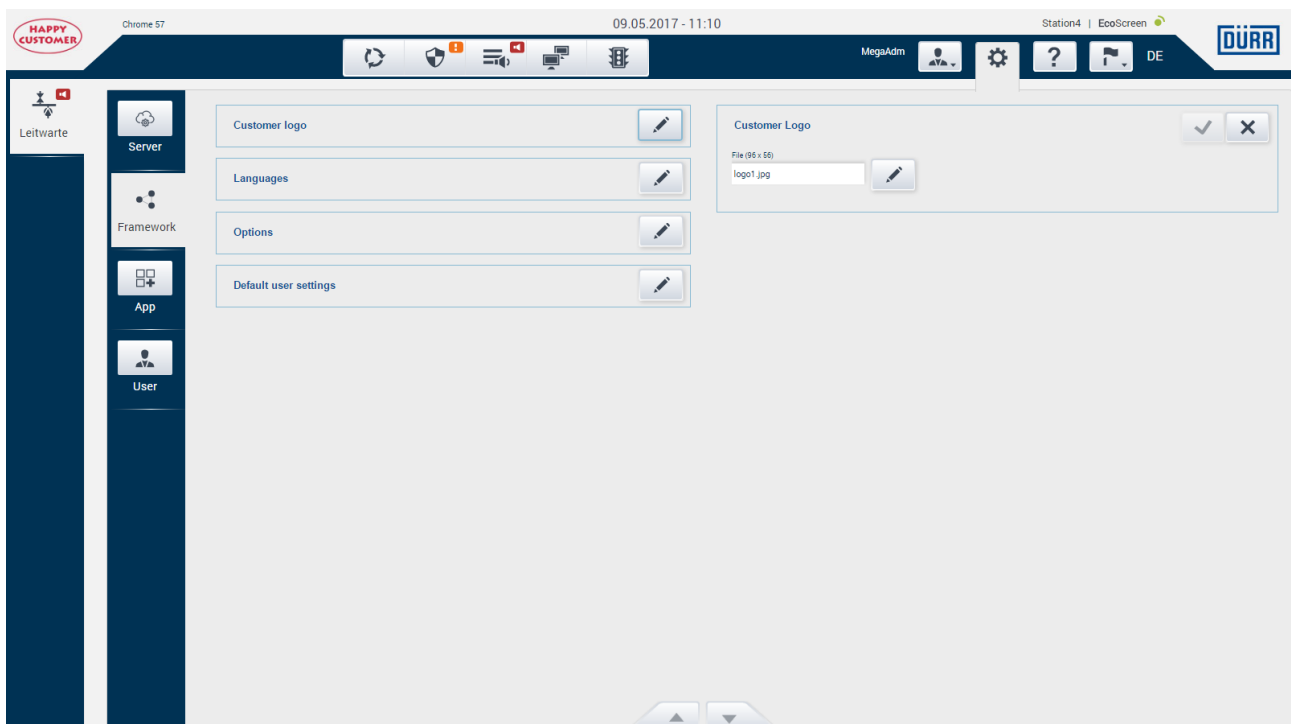 HAPPY
CUSTOMER
Chrome 57
09.05.2017 - 11:10
Station4 | EcoScreen
DÜRR
MegaAdm
?
DE
Leitwarte
Server
Framework
App
User
Customer logo
Languages
Options
Default user settings
Customer Logo
File (96 x 56)
logo1.jpg